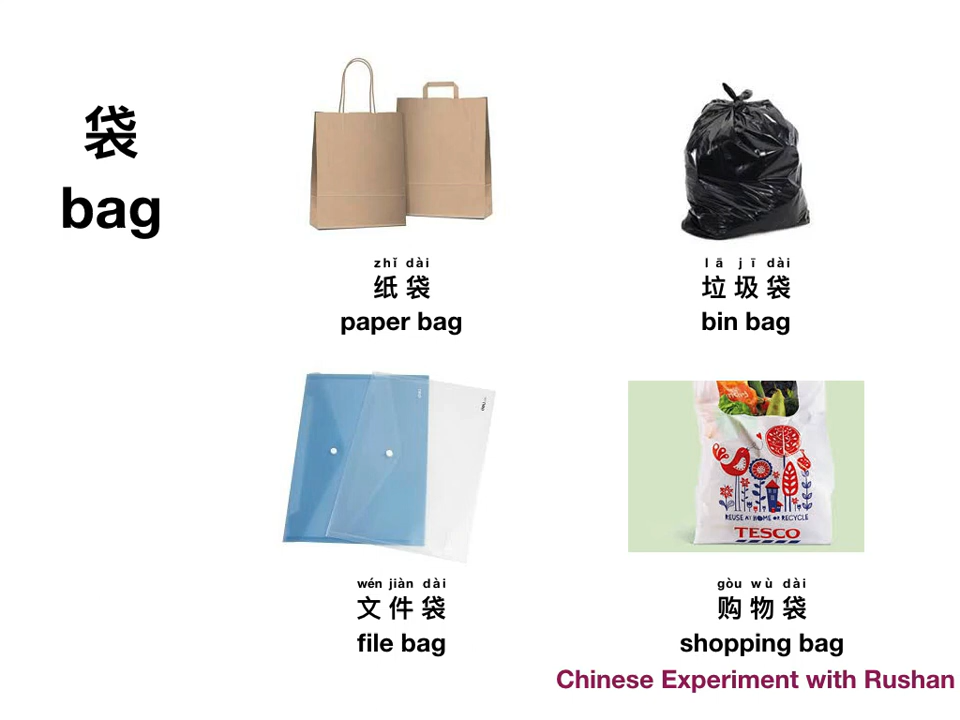 袋
bag
zhǐ dài
纸袋
paper bag
lā jī dài
垃圾袋
bin bag
wén jiàn dài
文件袋
file bag
REUSE AT HOME OR RECYCLE
TESCO
gòu wù dài
购物袋
shopping bag
Chinese Experiment with Rushan